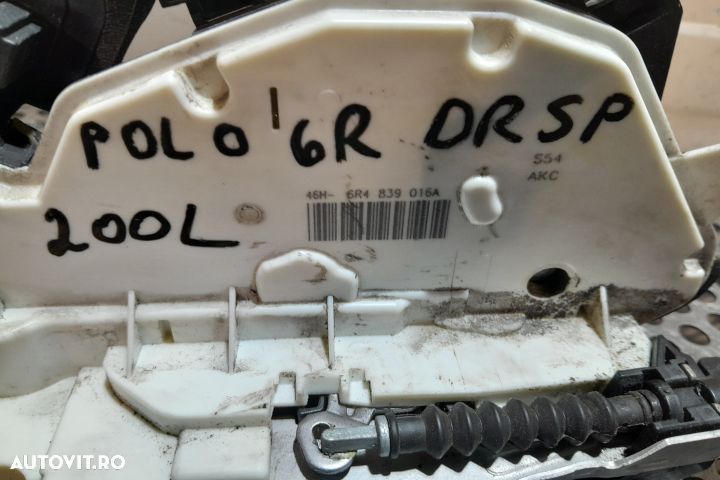 POLO 6R DRSP
S54
AKC
46H- 6R4 839 016A
200L
AUTOVIT.RO